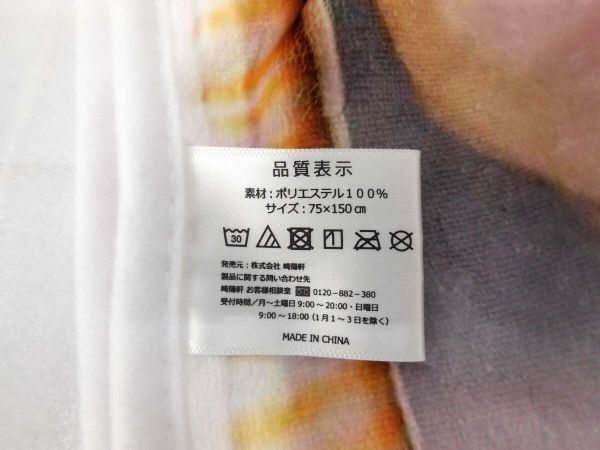 品質表示
素材：ポリエステル100％
サイズ：75×150㎝
30
発売元：株式会社 崎陽軒
製品に関する問い合わせ先
崎陽軒 お客様相談室 0120-882-380
受付時間／月～土曜日 9:00～20:00・日曜日
9:00～18:00（1月1～3日を除く）
MADE IN CHINA